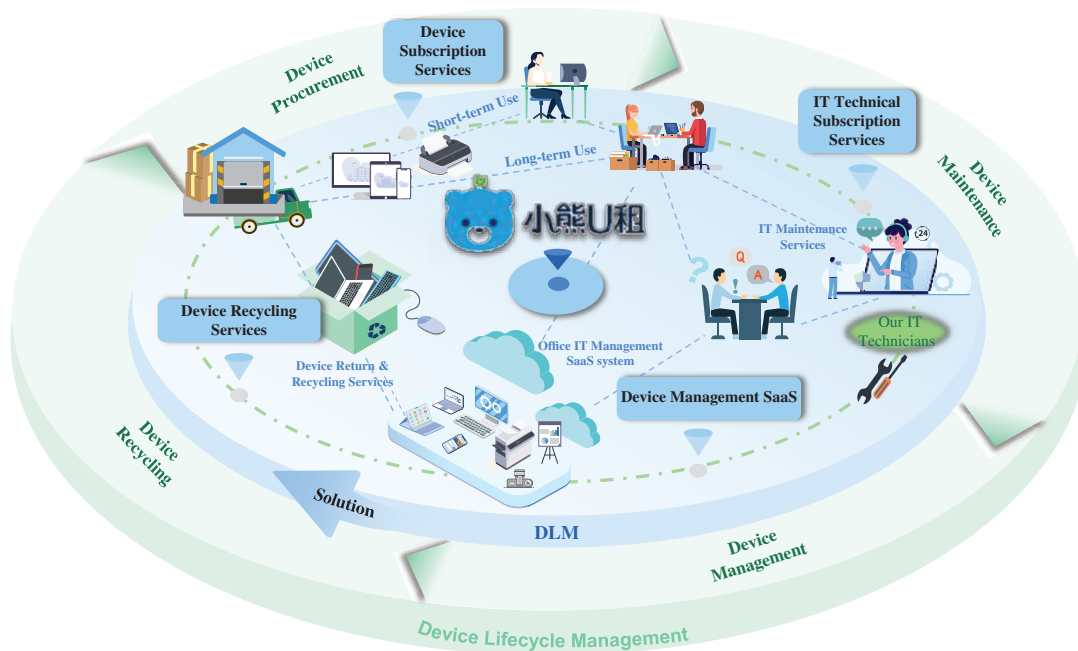 Device
Subscription
Services
Device
Procurement
Short-term Use
Long-term Use
IT Technical
Subscription
Services
Device
Maintenance
小熊U租
IT Maintenance
Services
24
?
Q
A
!
Our IT
Technicians
Device Recycling
Services
Device Return &
Recycling Services
Office IT Management
SaaS system
Device Management SaaS
Device
Recycling
Solution
DLM
Device
Management
Device Lifecycle Management